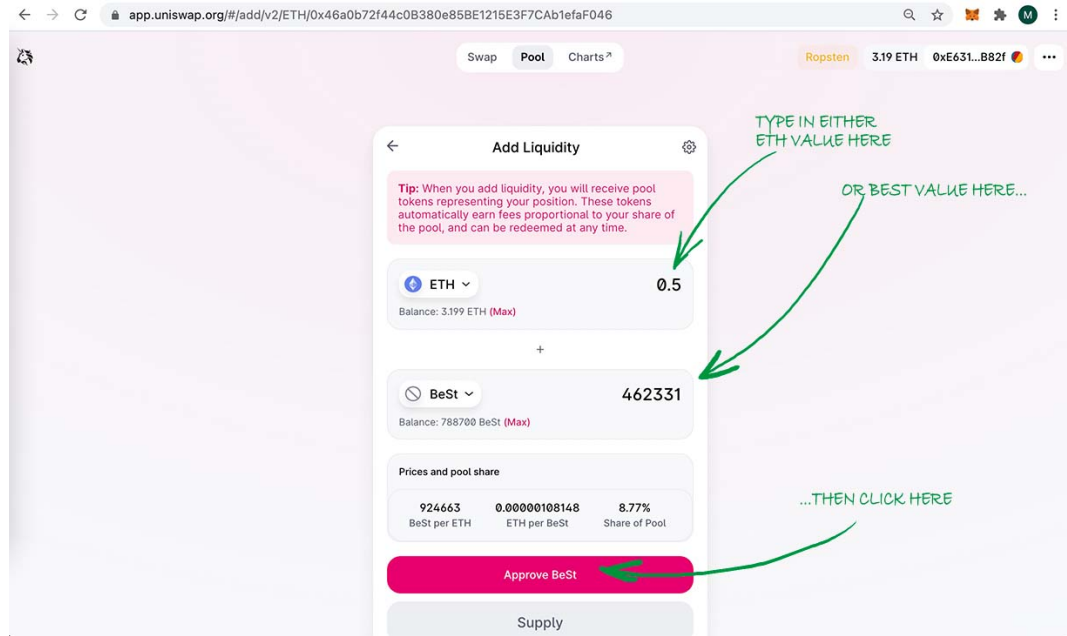 app.uniswap.org/#/add/v2/ETH/0x46a0b72f44c0B380e85BE1215E3F7CAb1efaF046
M
Swap Pool Charts↗
Ropsten 3.19 ETH 0xE631...B82f
TYPE IN EITHER
ETH VALUE HERE
Add Liquidity
Tip: When you add liquidity, you will receive pool
tokens representing your position. These tokens
automatically earn fees proportional to your share of
the pool, and can be redeemed at any time.
OR BEST VALUE HERE...
ETH 0.5
Balance: 3.199 ETH (Max)
+
BeSt 462331
Balance: 788700 BeSt (Max)
Prices and pool share
924663 0.00000108148 8.77%
BeSt per ETH ETH per BeSt Share of Pool
...THEN CLICK HERE
Approve BeSt
Supply